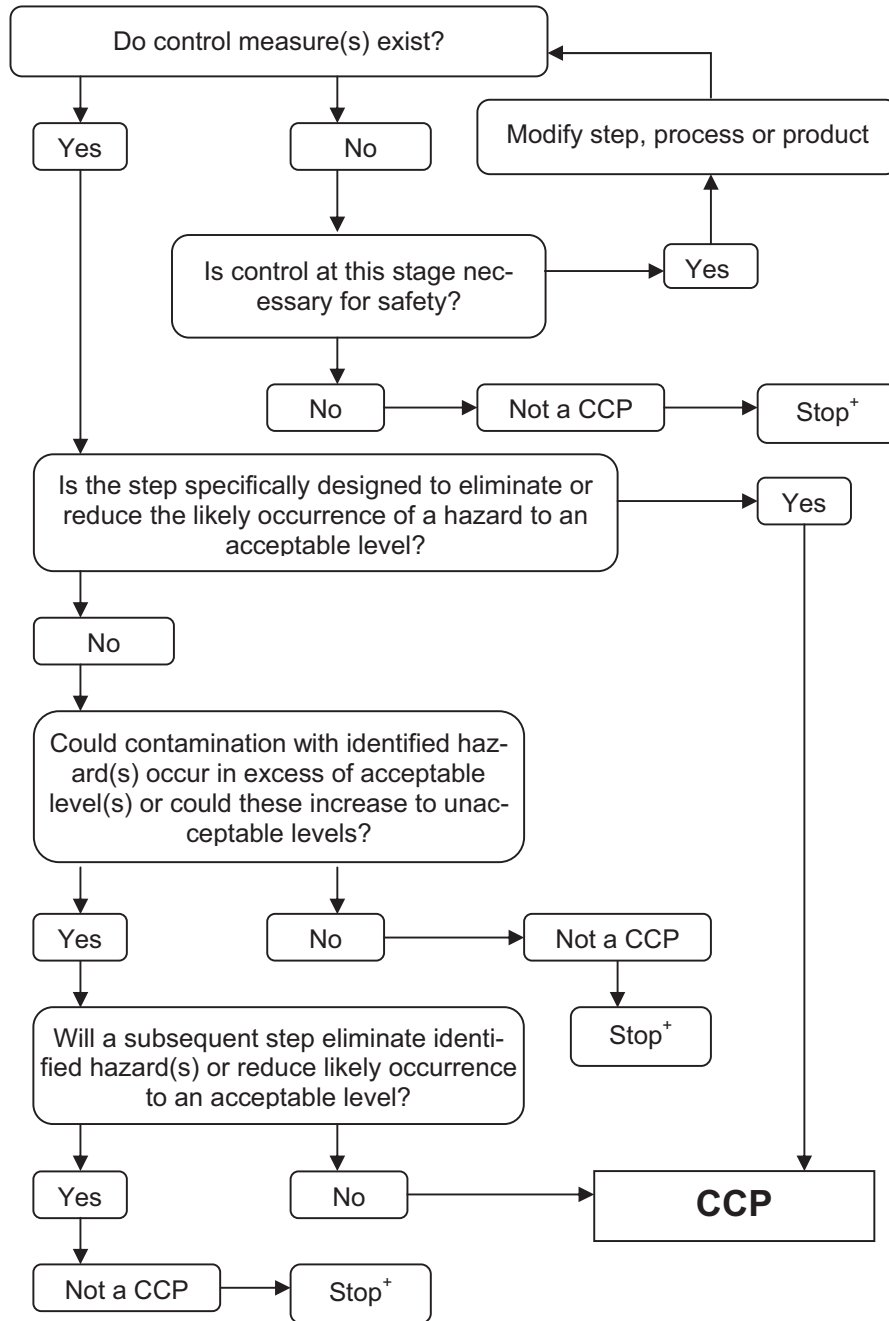 Do control measure(s) exist?
Yes
No
Modify step, process or product
Is control at this stage nec-
essary for safety?
Yes
No
Not a CCP
Stop+
Is the step specifically designed to eliminate or
reduce the likely occurrence of a hazard to an
acceptable level?
Yes
No
Could contamination with identified haz-
ard(s) occur in excess of acceptable
level(s) or could these increase to unac-
ceptable levels?
Yes
No
Not a CCP
Stop+
Will a subsequent step eliminate identi-
fied hazard(s) or reduce likely occurrence
to an acceptable level?
Yes
No
CCP
Not a CCP
Stop+